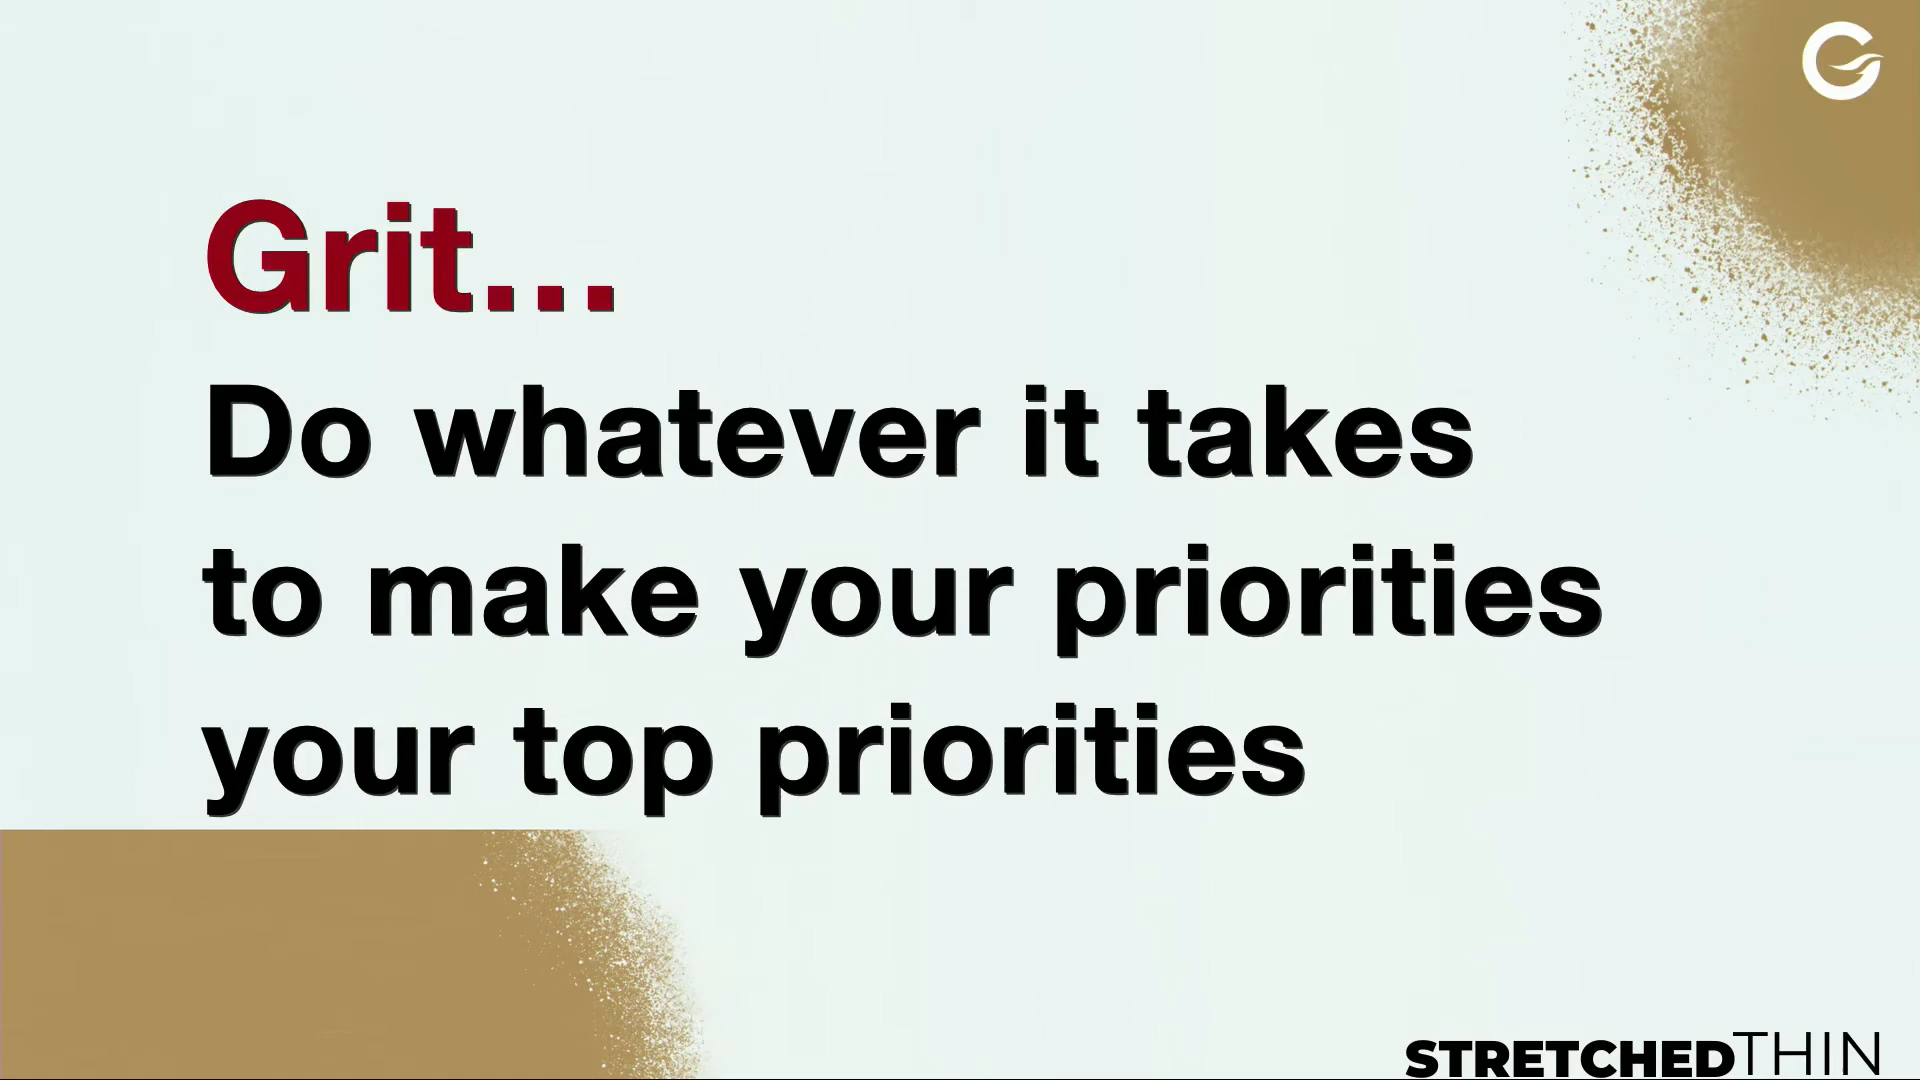 Grit...
Do whatever it takes
to make your priorities
your top priorities
STRETCHEDTHIN